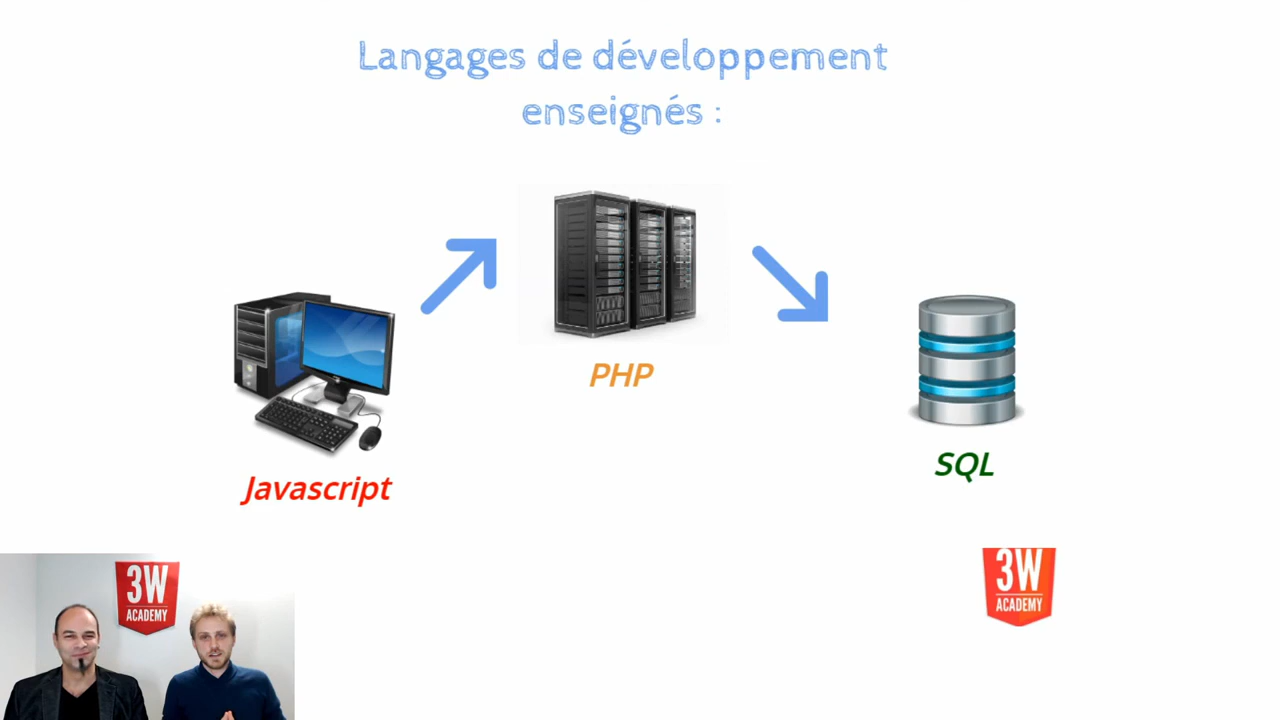 Langages de développement
enseignés :
PHP
SQL
Javascript
3W
ACADEMY
3W
ACADEMY